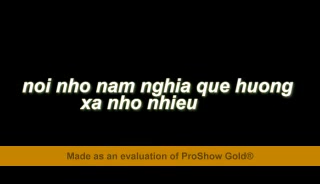 noi nho nam nghia que huong
xa nho nhieu
Made as an evaluation of ProShow Gold®